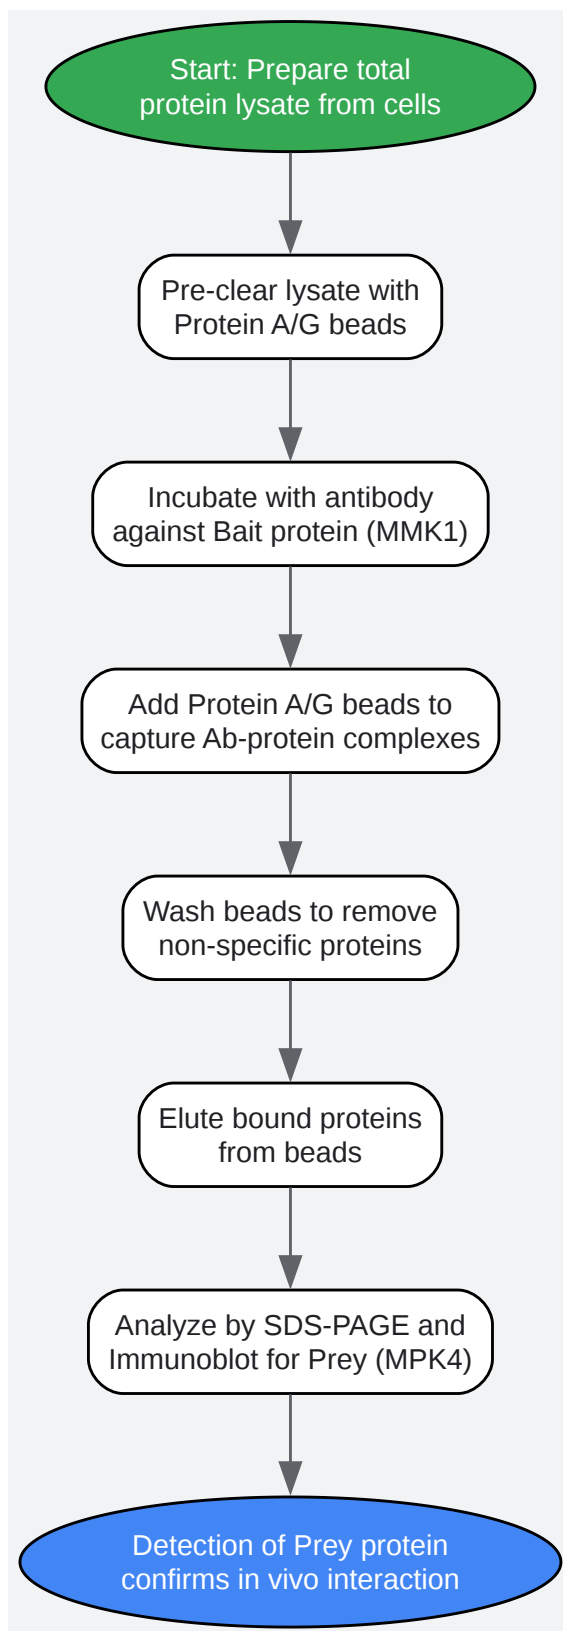 Start: Prepare total
protein lysate from cells
Pre-clear lysate with
Protein A/G beads
Incubate with antibody
against Bait protein (MMK1)
Add Protein A/G beads to
capture Ab-protein complexes
Wash beads to remove
non-specific proteins
Elute bound proteins
from beads
Analyze by SDS-PAGE and
Immunoblot for Prey (MPK4)
Detection of Prey protein
confirms in vivo interaction